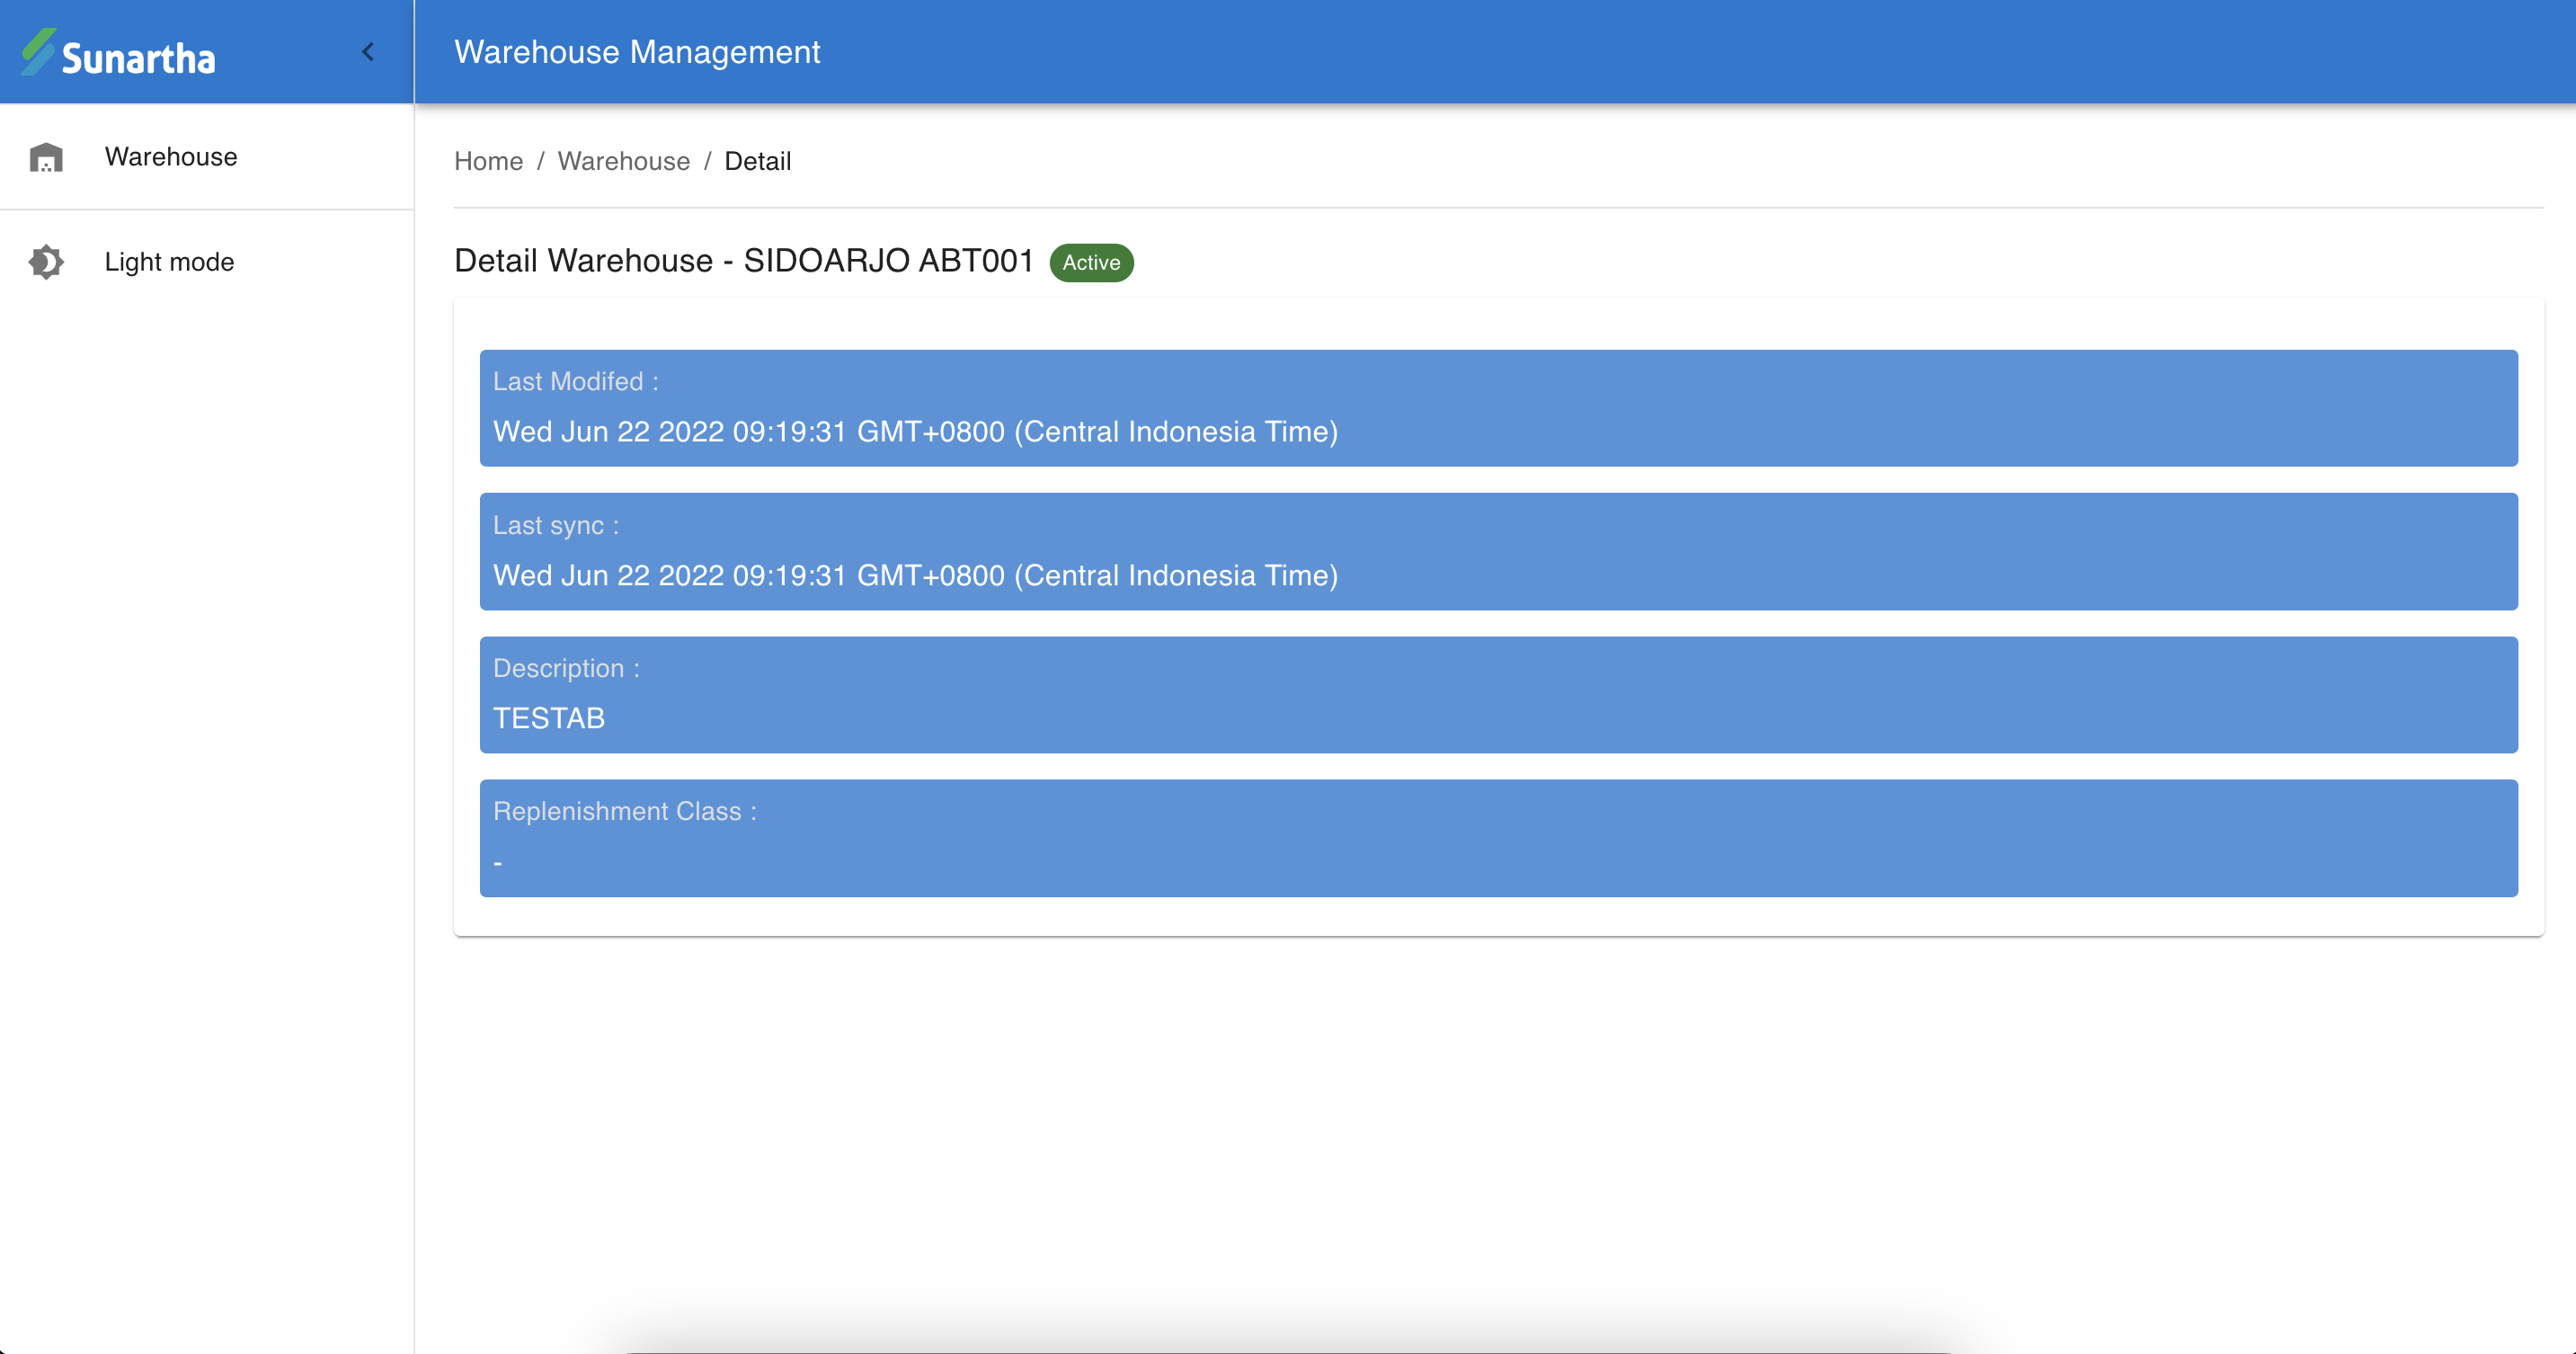 Sunartha
Warehouse Management
Warehouse
Light mode
Home / Warehouse / Detail
Detail Warehouse - SIDOARJO ABT001 Active
Last Modifed :
Wed Jun 22 2022 09:19:31 GMT+0800 (Central Indonesia Time)
Last sync :
Wed Jun 22 2022 09:19:31 GMT+0800 (Central Indonesia Time)
Description :
TESTAB
Replenishment Class :
-